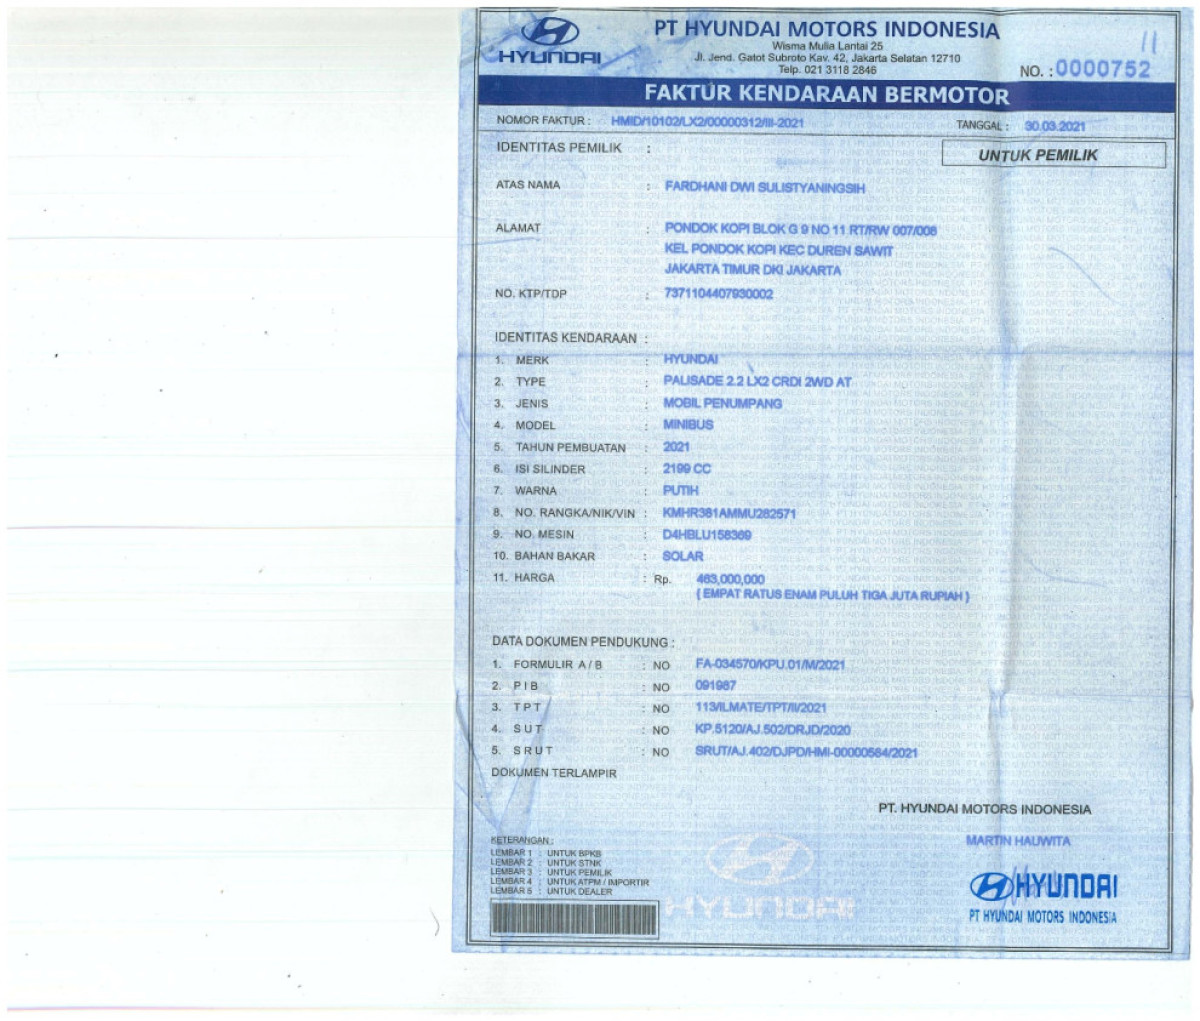 HYUNDAI
PT HYUNDAI MOTORS INDONESIA
Wisma Mulia Lantai 25
Jl. Jend. Gatot Subroto Kav. 42, Jakarta Selatan 12710
Telp. 021 3118 2846
11
NO. : 0000752
FAKTUR KENDARAAN BERMOTOR
NOMOR FAKTUR : HMID/10102/LX2/00000312/III-2021
TANGGAL : 30.03.2021
IDENTITAS PEMILIK :
UNTUK PEMILIK
ATAS NAMA : FARDHANI DWI SULISTYANINGSIH
ALAMAT : PONDOK KOPI BLOK G 9 NO 11 RT/RW 007/006
KEL PONDOK KOPI KEC DUREN SAWIT
JAKARTA TIMUR DKI JAKARTA
NO. KTP/TDP : 7371104407930002
IDENTITAS KENDARAAN :
1. MERK : HYUNDAI
2. TYPE : PALISADE 2.2 LX2 CRDI 2WD AT
3. JENIS : MOBIL PENUMPANG
4. MODEL : MINIBUS
5. TAHUN PEMBUATAN : 2021
6. ISI SILINDER : 2199 CC
7. WARNA : PUTIH
8. NO. RANGKA/NIK/VIN : KMHR381AMMU282571
9. NO. MESIN : D4HBLU158369
10. BAHAN BAKAR : SOLAR
11. HARGA : Rp. 463,000,000
( EMPAT RATUS ENAM PULUH TIGA JUTA RUPIAH )
DATA DOKUMEN PENDUKUNG :
1. FORMULIR A / B : NO FA-034570/KPU.01/M/2021
2. P I B : NO 091987
3. T P T : NO 113/ILMATE/TPT/II/2021
4. S U T : NO KP.5120/AJ.502/DRJD/2020
5. S R U T : NO SRUT/AJ.402/DJPD/HMI-00000584/2021
DOKUMEN TERLAMPIR
PT. HYUNDAI MOTORS INDONESIA
MARTIN HAUWITA
KETERANGAN :
LEMBAR 1 : UNTUK BPKB
LEMBAR 2 : UNTUK STNK
LEMBAR 3 : UNTUK PEMILIK
LEMBAR 4 : UNTUK ATPM / IMPORTIR
LEMBAR 5 : UNTUK DEALER
HYUNDAI
HYUNDAI
PT HYUNDAI MOTORS INDONESIA